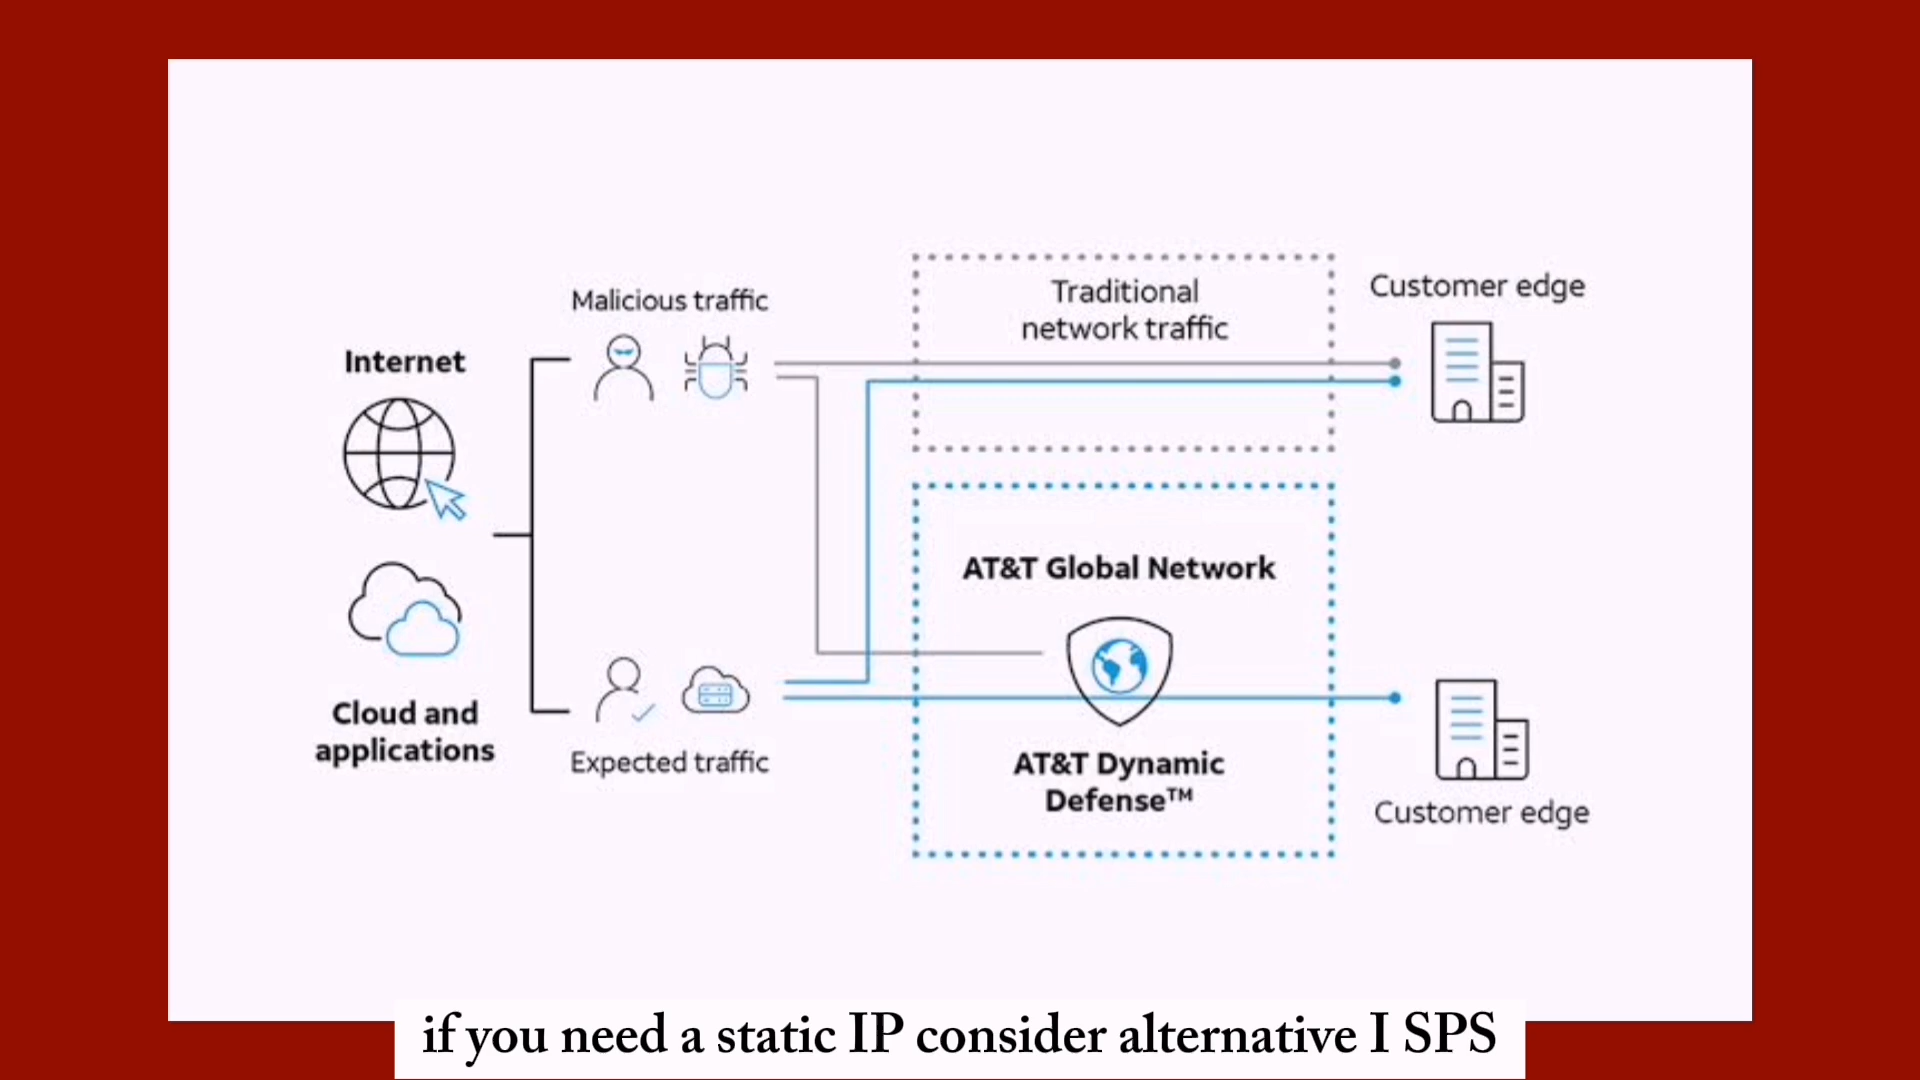 Malicious traffic
Internet
Cloud and
applications
Expected traffic
Traditional
network traffic
Customer edge
AT&T Global Network
AT&T Dynamic
Defense™
Customer edge
if you need a static IP consider alternative I SPS